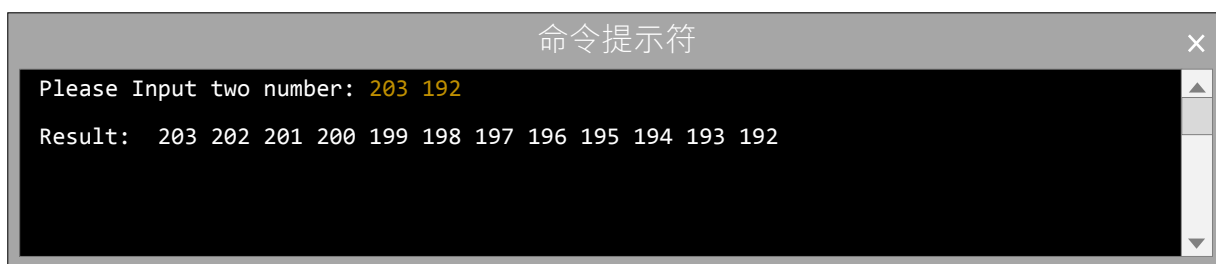 命令提示符
Please Input two number: 203 192
Result: 203 202 201 200 199 198 197 196 195 194 193 192